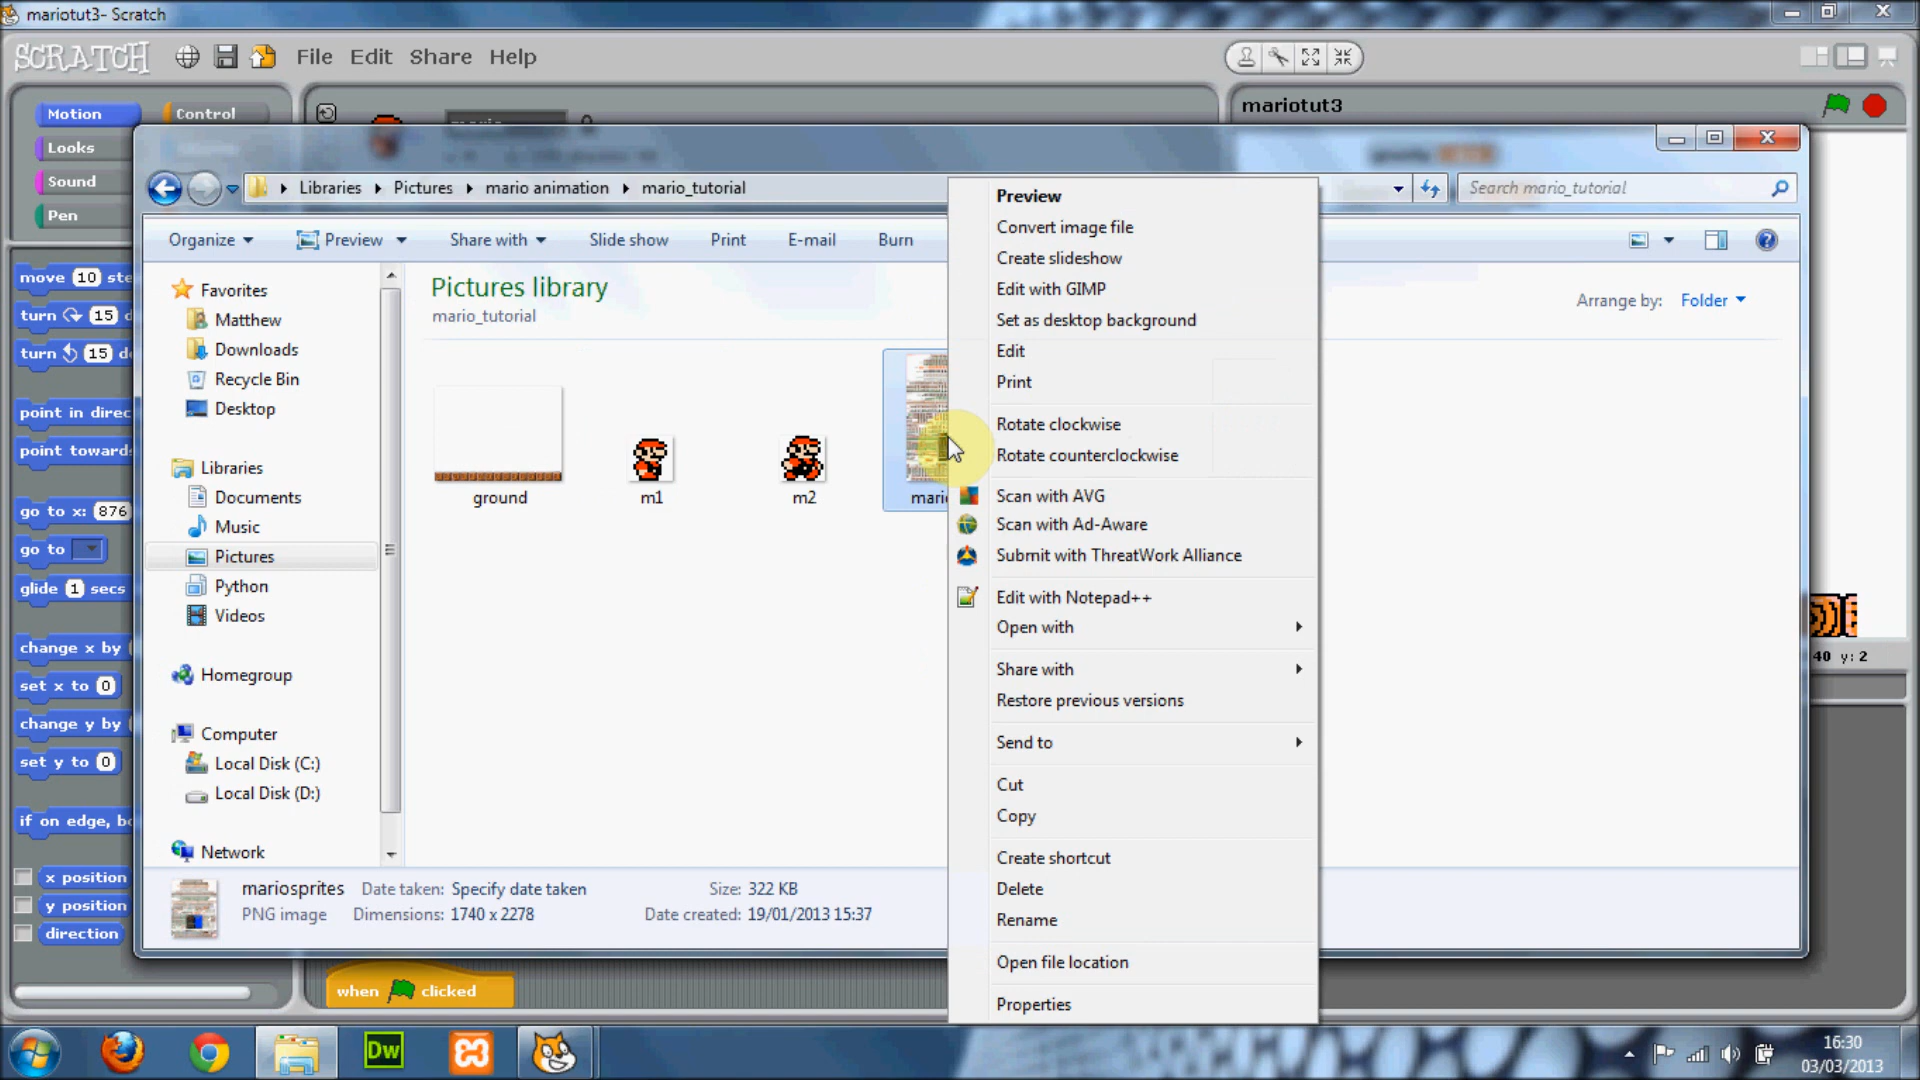 mariotut3- Scratch
SCRATCH File Edit Share Help
Motion Control
mariotut3
Looks
Sound
Pen
Libraries Pictures mario animation mario_tutorial
Search mario_tutorial
Organize Preview Share with Slide show Print E-mail Burn
move 10 ste
turn 15 d
turn 15 de
point in direc
point towards
go to x: 876
go to
glide 1 secs
change x by
set x to 0
change y by
set y to 0
if on edge, bo
x position
y position
direction
Favorites
Matthew
Downloads
Recycle Bin
Desktop
Libraries
Documents
Music
Pictures
Python
Videos
Homegroup
Computer
Local Disk (C:)
Local Disk (D:)
Network
Pictures library
mario_tutorial
Arrange by: Folder
ground m1 m2 mario
Preview
Convert image file
Create slideshow
Edit with GIMP
Set as desktop background
Edit
Print
Rotate clockwise
Rotate counterclockwise
Scan with AVG
Scan with Ad-Aware
Submit with ThreatWork Alliance
Edit with Notepad++
Open with
Share with
Restore previous versions
Send to
Cut
Copy
Create shortcut
Delete
Rename
Open file location
Properties
40 y: 2
mariosprites Date taken: Specify date taken Size: 322 KB
PNG image Dimensions: 1740 x 2278 Date created: 19/01/2013 15:37
when clicked
Dw
16:30
03/03/2013